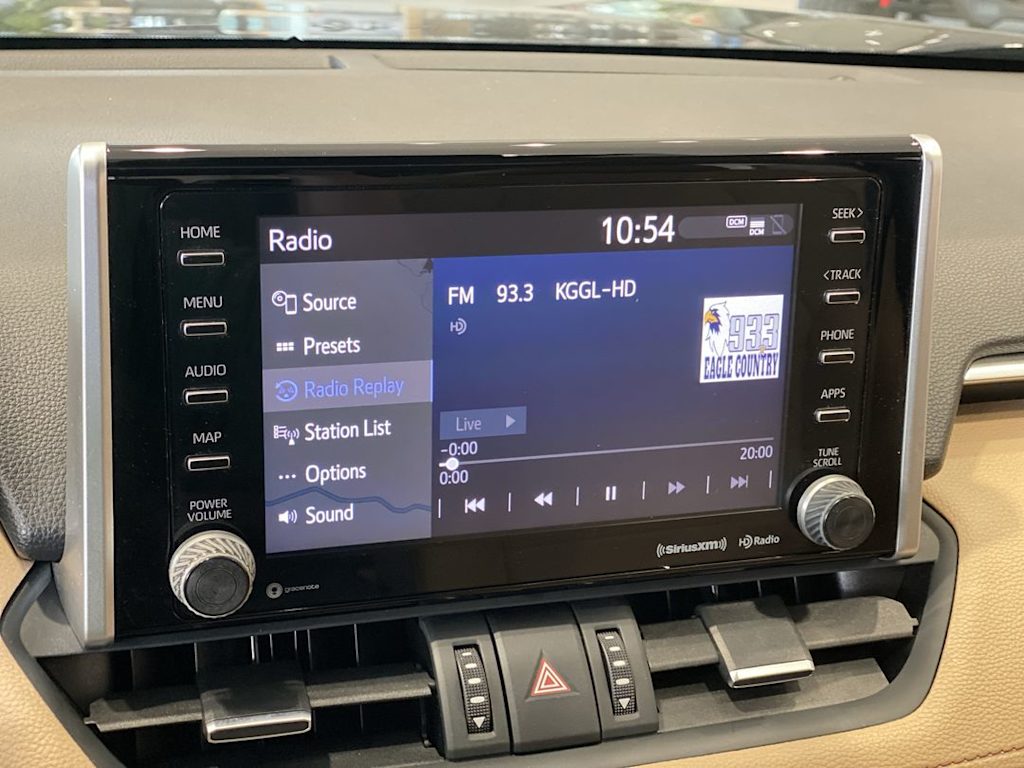 HOME
MENU
AUDIO
MAP
POWER
VOLUME
Radio
10:54
DCM
DCM
Source
Presets
Radio Replay
Station List
Options
Sound
FM 93.3 KGGL-HD
HD
933
EAGLE COUNTRY
Live
-0:00
0:00
20:00
SEEK>
<TRACK
PHONE
APPS
TUNE
SCROLL
gracenote
((SiriusXM))
HD Radio